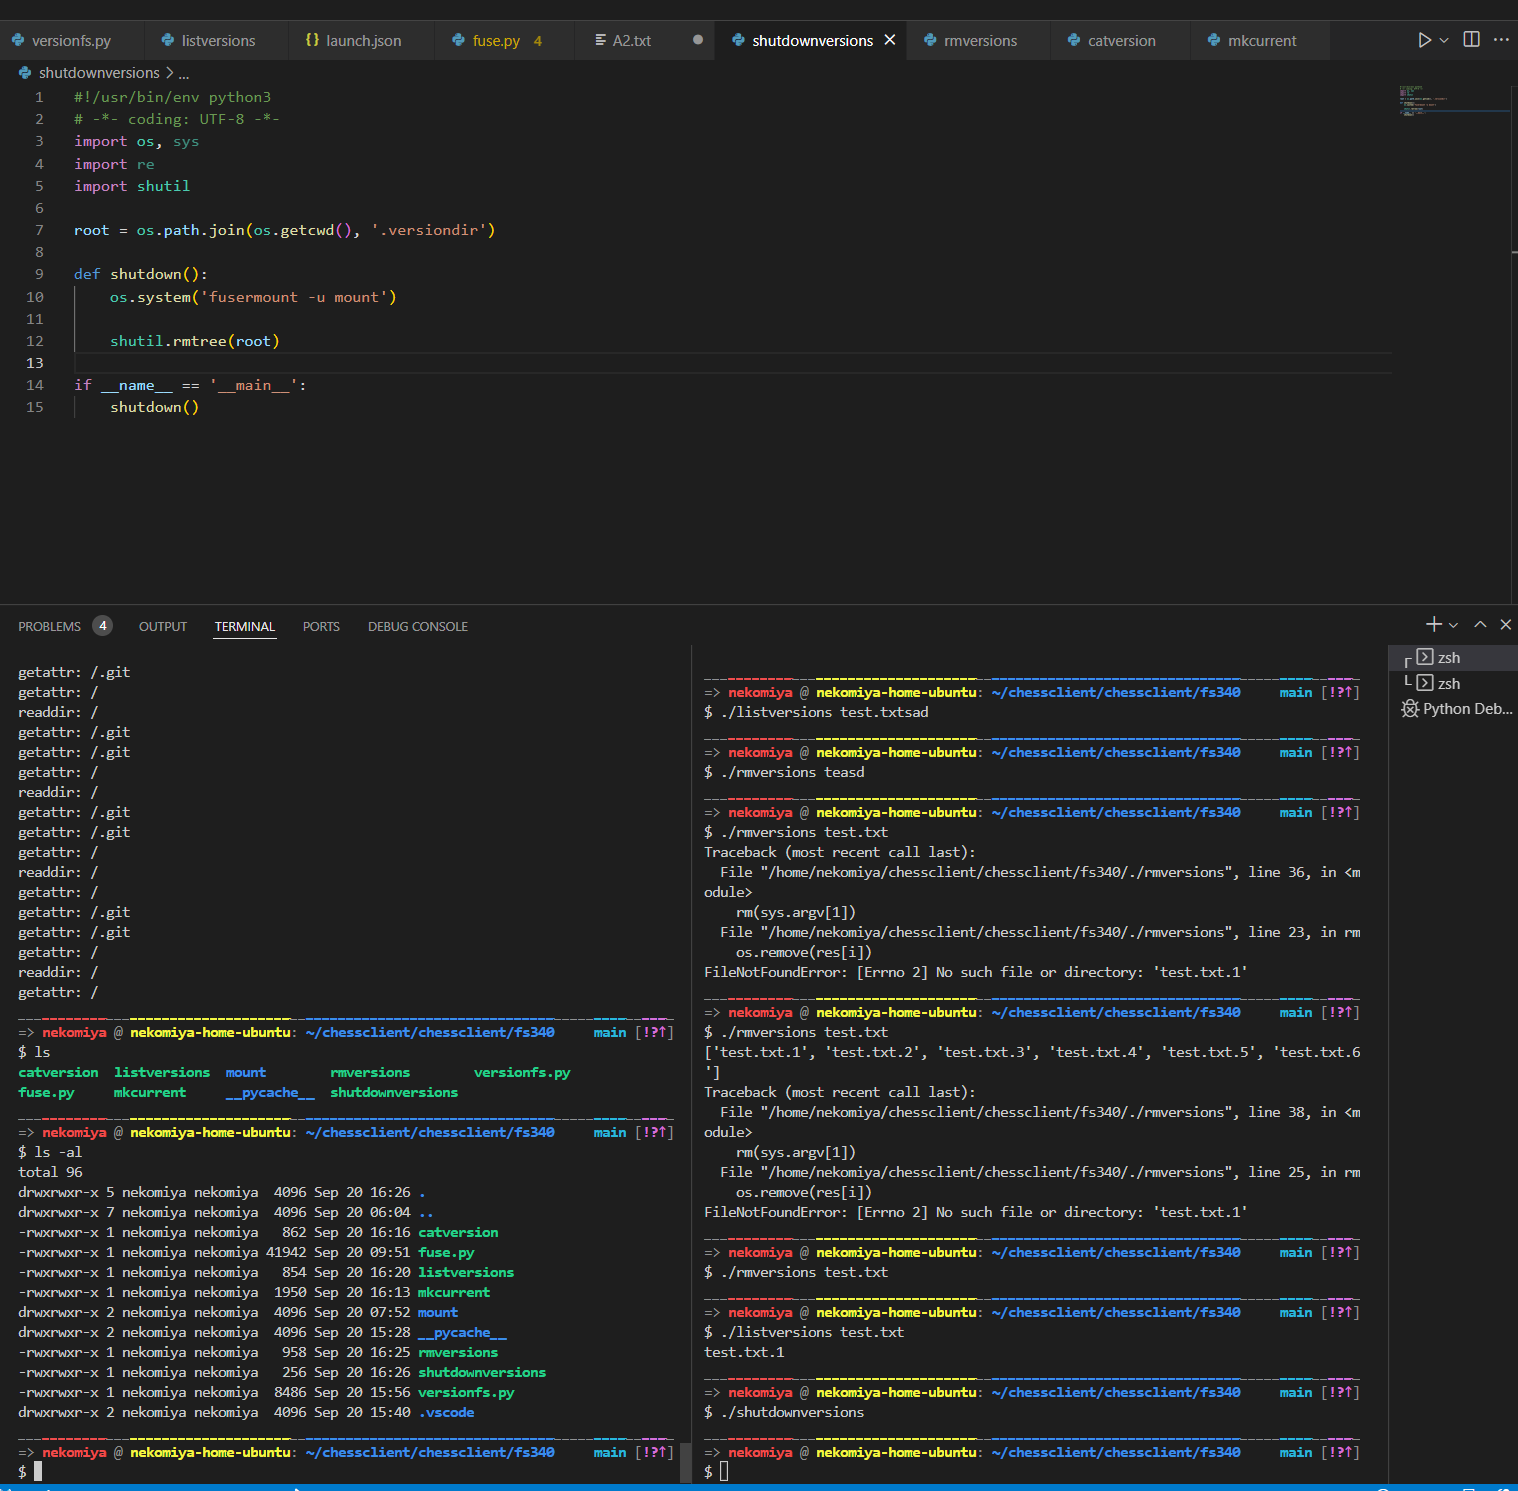 versionfs.py listversions {} launch.json fuse.py 4 A2.txt shutdownversions rmversions catversion mkcurrent
shutdownversions > ...
1 #!/usr/bin/env python3
2 # -*- coding: UTF-8 -*-
3 import os, sys
4 import re
5 import shutil
6
7 root = os.path.join(os.getcwd(), '.versiondir')
8
9 def shutdown():
10 os.system('fusermount -u mount')
11
12 shutil.rmtree(root)
13
14 if __name__ == '__main__':
15 shutdown()
PROBLEMS 4 OUTPUT TERMINAL PORTS DEBUG CONSOLE
getattr: /.git
getattr: /
readdir: /
getattr: /.git
getattr: /.git
getattr: /
readdir: /
getattr: /.git
getattr: /.git
getattr: /
readdir: /
getattr: /
getattr: /.git
getattr: /.git
getattr: /
readdir: /
getattr: /
=> nekomiya @ nekomiya-home-ubuntu: ~/chessclient/chessclient/fs340 main [!?↑]
$ ls
catversion listversions mount rmversions versionfs.py
fuse.py mkcurrent __pycache__ shutdownversions
=> nekomiya @ nekomiya-home-ubuntu: ~/chessclient/chessclient/fs340 main [!?↑]
$ ls -al
total 96
drwxrwxr-x 5 nekomiya nekomiya 4096 Sep 20 16:26 .
drwxrwxr-x 7 nekomiya nekomiya 4096 Sep 20 06:04 ..
-rwxrwxr-x 1 nekomiya nekomiya 862 Sep 20 16:16 catversion
-rwxrwxr-x 1 nekomiya nekomiya 41942 Sep 20 09:51 fuse.py
-rwxrwxr-x 1 nekomiya nekomiya 854 Sep 20 16:20 listversions
-rwxrwxr-x 1 nekomiya nekomiya 1950 Sep 20 16:13 mkcurrent
drwxrwxr-x 2 nekomiya nekomiya 4096 Sep 20 07:52 mount
drwxrwxr-x 2 nekomiya nekomiya 4096 Sep 20 15:28 __pycache__
-rwxrwxr-x 1 nekomiya nekomiya 958 Sep 20 16:25 rmversions
-rwxrwxr-x 1 nekomiya nekomiya 256 Sep 20 16:26 shutdownversions
-rwxrwxr-x 1 nekomiya nekomiya 8486 Sep 20 15:56 versionfs.py
drwxrwxr-x 2 nekomiya nekomiya 4096 Sep 20 15:40 .vscode
=> nekomiya @ nekomiya-home-ubuntu: ~/chessclient/chessclient/fs340 main [!?↑]
$
=> nekomiya @ nekomiya-home-ubuntu: ~/chessclient/chessclient/fs340 main [!?↑]
$ ./listversions test.txtsad
=> nekomiya @ nekomiya-home-ubuntu: ~/chessclient/chessclient/fs340 main [!?↑]
$ ./rmversions teasd
=> nekomiya @ nekomiya-home-ubuntu: ~/chessclient/chessclient/fs340 main [!?↑]
$ ./rmversions test.txt
Traceback (most recent call last):
File "/home/nekomiya/chessclient/chessclient/fs340/./rmversions", line 36, in <m
odule>
rm(sys.argv[1])
File "/home/nekomiya/chessclient/chessclient/fs340/./rmversions", line 23, in rm
os.remove(res[i])
FileNotFoundError: [Errno 2] No such file or directory: 'test.txt.1'
=> nekomiya @ nekomiya-home-ubuntu: ~/chessclient/chessclient/fs340 main [!?↑]
$ ./rmversions test.txt
['test.txt.1', 'test.txt.2', 'test.txt.3', 'test.txt.4', 'test.txt.5', 'test.txt.6
']
Traceback (most recent call last):
File "/home/nekomiya/chessclient/chessclient/fs340/./rmversions", line 38, in <m
odule>
rm(sys.argv[1])
File "/home/nekomiya/chessclient/chessclient/fs340/./rmversions", line 25, in rm
os.remove(res[i])
FileNotFoundError: [Errno 2] No such file or directory: 'test.txt.1'
=> nekomiya @ nekomiya-home-ubuntu: ~/chessclient/chessclient/fs340 main [!?↑]
$ ./rmversions test.txt
=> nekomiya @ nekomiya-home-ubuntu: ~/chessclient/chessclient/fs340 main [!?↑]
$ ./listversions test.txt
test.txt.1
=> nekomiya @ nekomiya-home-ubuntu: ~/chessclient/chessclient/fs340 main [!?↑]
$ ./shutdownversions
=> nekomiya @ nekomiya-home-ubuntu: ~/chessclient/chessclient/fs340 main [!?↑]
$
zsh
zsh
Python Deb...